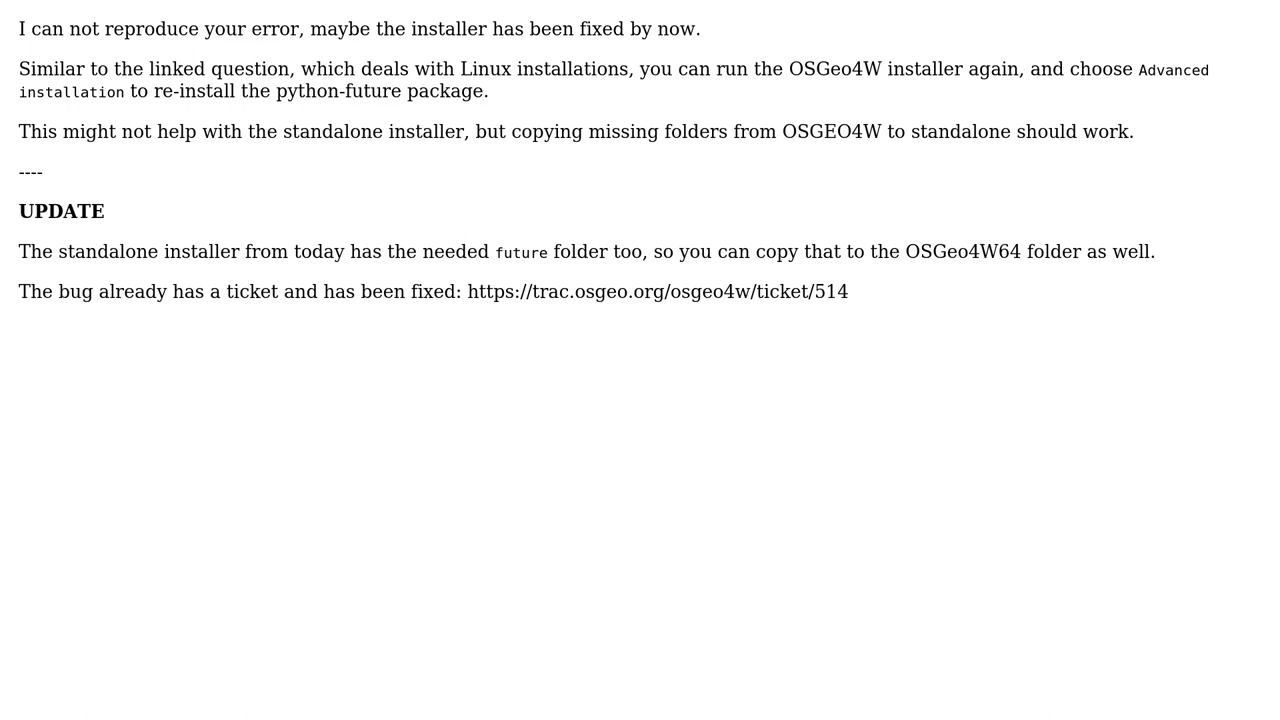 I can not reproduce your error, maybe the installer has been fixed by now.
Similar to the linked question, which deals with Linux installations, you can run the OSGeo4W installer again, and choose Advanced
installation to re-install the python-future package.
This might not help with the standalone installer, but copying missing folders from OSGEO4W to standalone should work.
----
UPDATE
The standalone installer from today has the needed future folder too, so you can copy that to the OSGeo4W64 folder as well.
The bug already has a ticket and has been fixed: https://trac.osgeo.org/osgeo4w/ticket/514